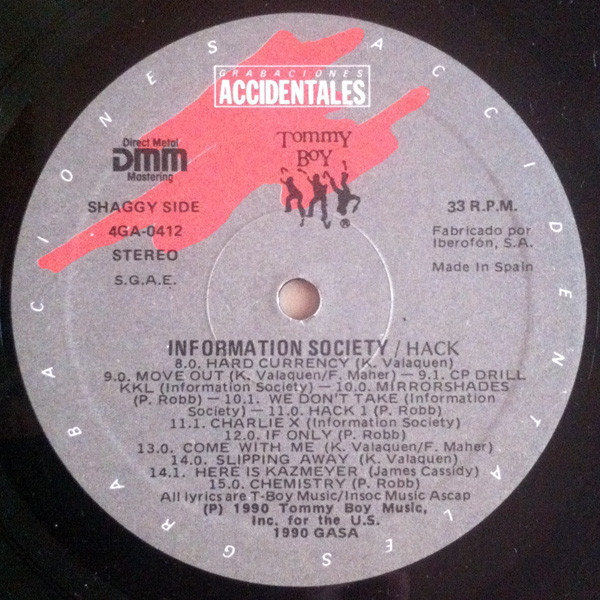 GRABACIONES ACCIDENTALES
GRABACIONES
ACCIDENTALES
Direct Metal
DMM
Mastering
Tommy
Boy
®
SHAGGY SIDE
4GA-0412
STEREO
S.G.A.E.
33 R.P.M.
Fabricado por
Iberofón, S.A.
Made In Spain
INFORMATION SOCIETY / HACK
8.0. HARD CURRENCY (K. Valaquen)
9.0. MOVE OUT (K. Valaquen/F. Maher) — 9.1. CP DRILL
KKL (Information Society) — 10.0. MIRRORSHADES
(P. Robb) — 10.1. WE DON'T TAKE (Information
Society) — 11.0. HACK 1 (P. Robb)
11.1. CHARLIE X (Information Society)
12.0. IF ONLY (P. Robb)
13.0. COME WITH ME (K. Valaquen/F. Maher)
14.0. SLIPPING AWAY (K. Valaquen)
14.1. HERE IS KAZMEYER (James Cassidy)
15.0. CHEMISTRY (P. Robb)
All lyrics are T-Boy Music/Insoc Music Ascap
(P) 1990 Tommy Boy Music,
Inc. for the U.S.
1990 GASA